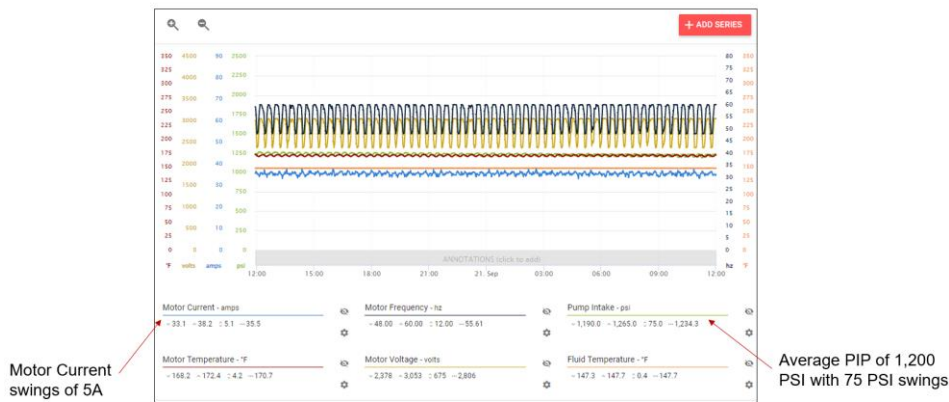 + ADD SERIES
350 4500 90 2500 80 350
325 75 325
300 4000 80 2250 70 300
275 2000 65 275
250 3500 70 60 250
225 3000 60 1750 55 225
200 1500 50 200
175 2500 50 45 175
150 2000 40 1250 40 150
125 1000 35 125
100 1500 30 750 30 100
75 1000 20 500 25 75
50 20 50
25 500 10 250 15 25
0 0 0 0 10 0
5
0
ANNOTATIONS (click to add)
°F volts amps psi 12:00 15:00 18:00 21:00 21. Sep 03:00 06:00 09:00 12:00 hz °F
Motor Current - amps
- 33.1 - 38.2 : 5.1 —35.5
Motor Frequency - hz
- 48.00 - 60.00 : 12.00 —55.61
Pump Intake - psi
- 1,190.0 - 1,265.0 : 75.0 —1,234.3
Motor Temperature - °F
- 168.2 - 172.4 : 4.2 —170.7
Motor Voltage - volts
- 2,378 - 3,053 : 675 —2,806
Fluid Temperature - °F
- 147.3 - 147.7 : 0.4 —147.7
Motor Current
swings of 5A
Average PIP of 1,200
PSI with 75 PSI swings